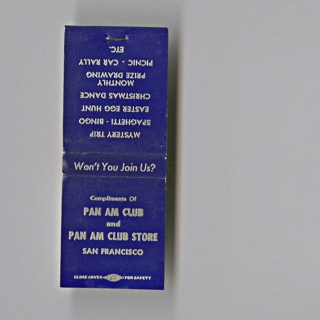 MYSTERY TRIP
SPAGHETTI - BINGO
EASTER EGG HUNT
CHRISTMAS DANCE
MONTHLY
PRIZE DRAWING
PICNIC - CAR RALLY
ETC.
Won't You Join Us?
Compliments Of
PAN AM CLUB
and
PAN AM CLUB STORE
SAN FRANCISCO
CLOSE COVER FOR SAFETY